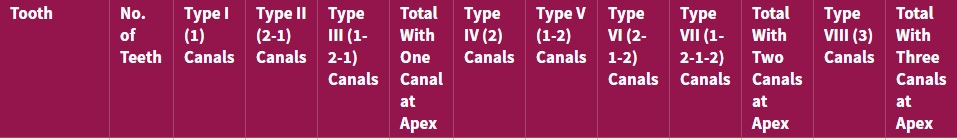 Tooth
No.
of
Teeth
Type I
(1)
Canals
Type II
(2-1)
Canals
Type
III (1-
2-1)
Canals
Total
With
One
Canal
at
Apex
Type
IV (2)
Canals
Type V
(1-2)
Canals
Type
VI (2-
1-2)
Canals
Type
VII (1-
2-1-2)
Canals
Total
With
Two
Canals
at
Apex
Type
VIII (3)
Canals
Total
With
Three
Canals
at
Apex